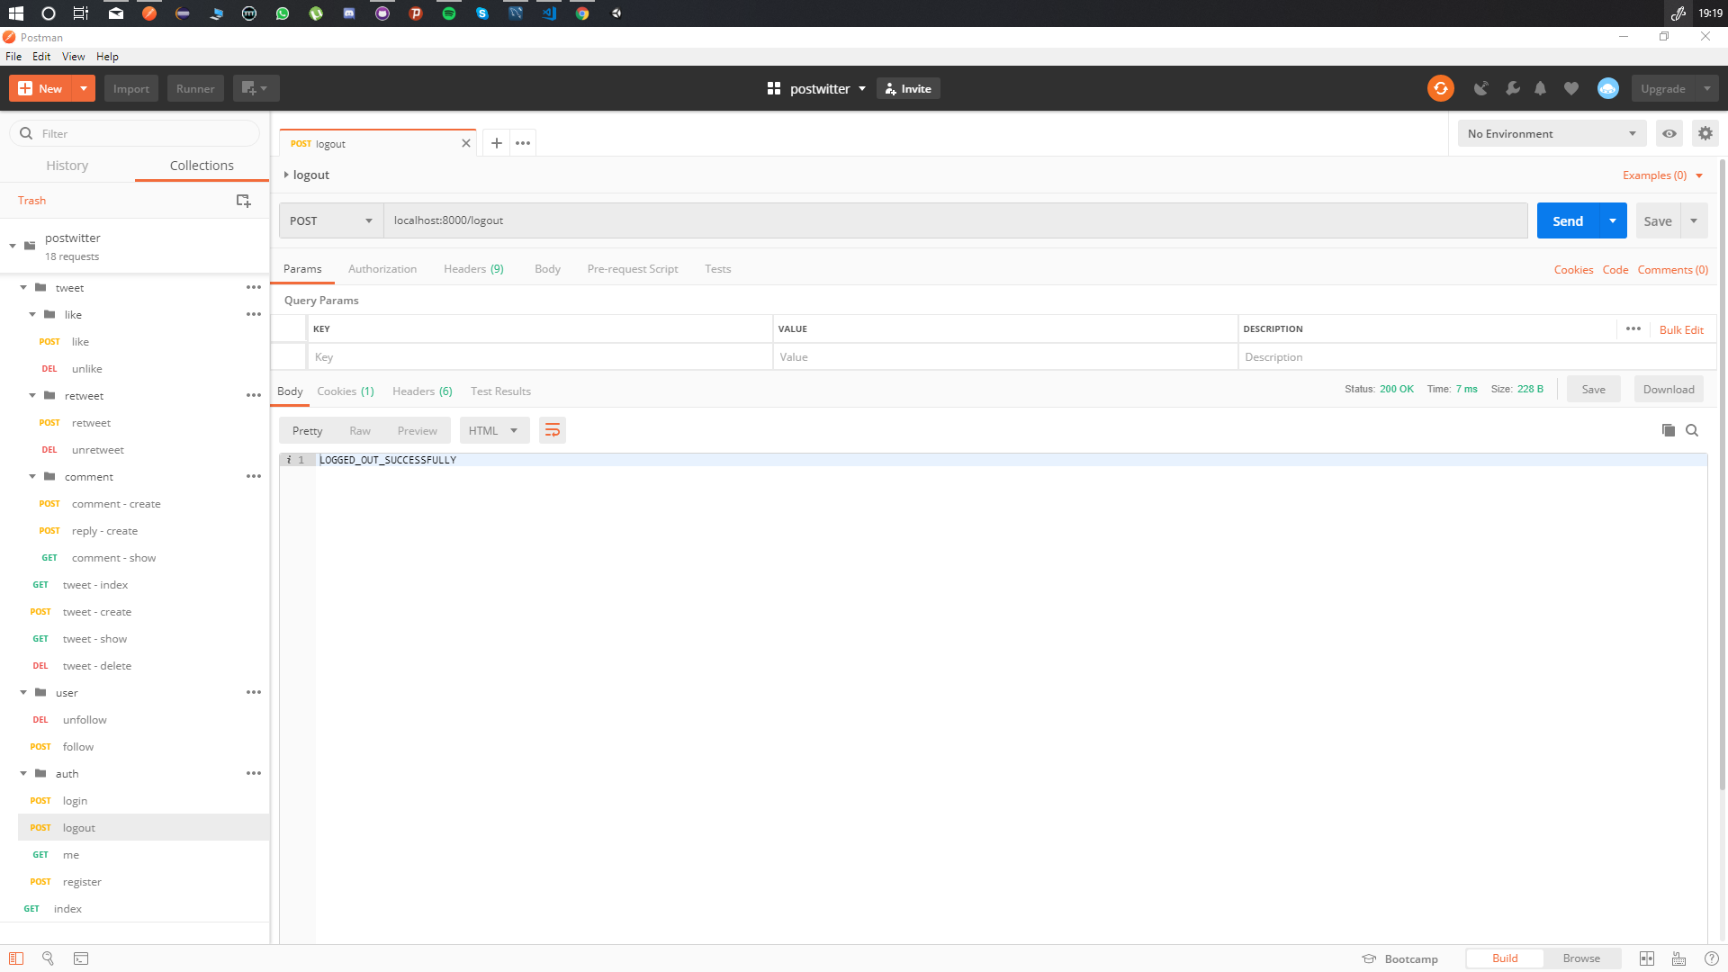 19:19
Postman
File Edit View Help
New Import Runner postwitter Invite Upgrade
Filter
History Collections
Trash
postwitter
18 requests
tweet
like
POST like
DEL unlike
retweet
POST retweet
DEL unretweet
comment
POST comment - create
POST reply - create
GET comment - show
GET tweet - index
POST tweet - create
GET tweet - show
DEL tweet - delete
user
DEL unfollow
POST follow
auth
POST login
POST logout
GET me
POST register
GET index
POST logout
No Environment
logout Examples (0)
POST localhost:8000/logout Send Save
Params Authorization Headers (9) Body Pre-request Script Tests Cookies Code Comments (0)
Query Params
KEY VALUE DESCRIPTION Bulk Edit
Key Value Description
Body Cookies (1) Headers (6) Test Results Status: 200 OK Time: 7 ms Size: 228 B Save Download
Pretty Raw Preview HTML
i 1 LOGGED_OUT_SUCCESSFULLY
Bootcamp Build Browse